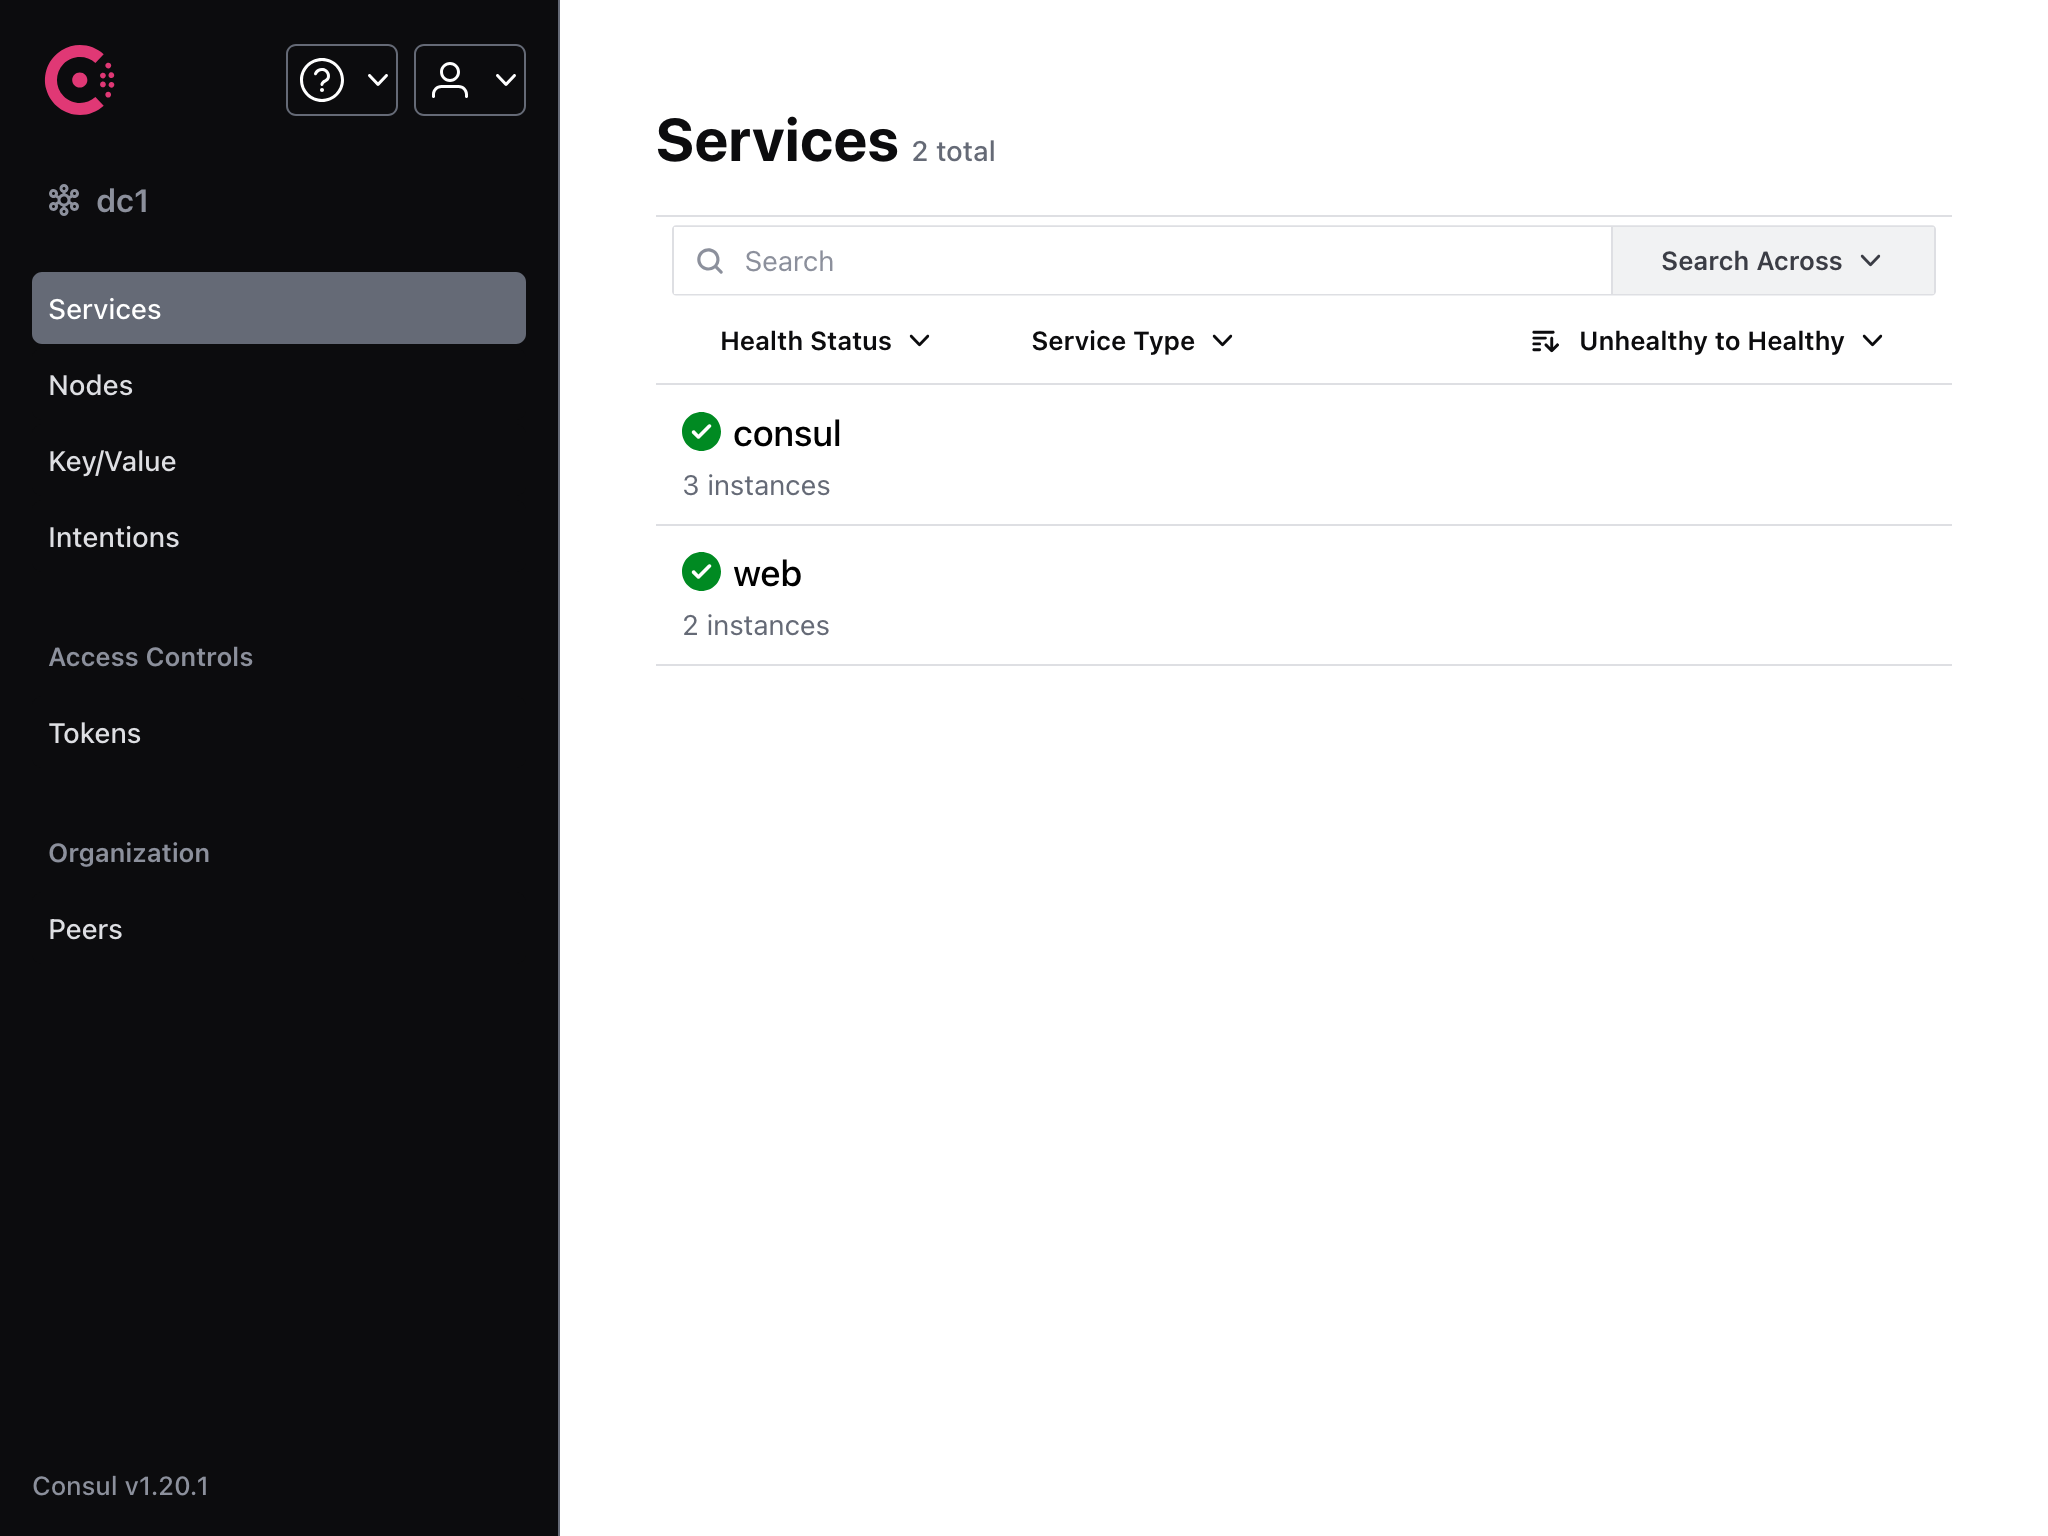 dc1
Services
Nodes
Key/Value
Intentions
Access Controls
Tokens
Organization
Peers
Consul v1.20.1
Services 2 total
Search
Search Across
Health Status
Service Type
Unhealthy to Healthy
consul
3 instances
web
2 instances